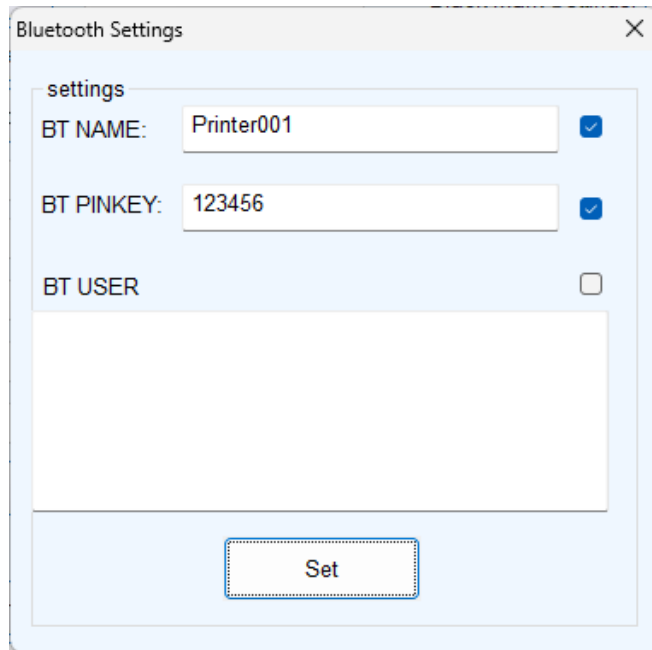 Bluetooth Settings
settings
BT NAME: Printer001
BT PINKEY: 123456
BT USER
Set